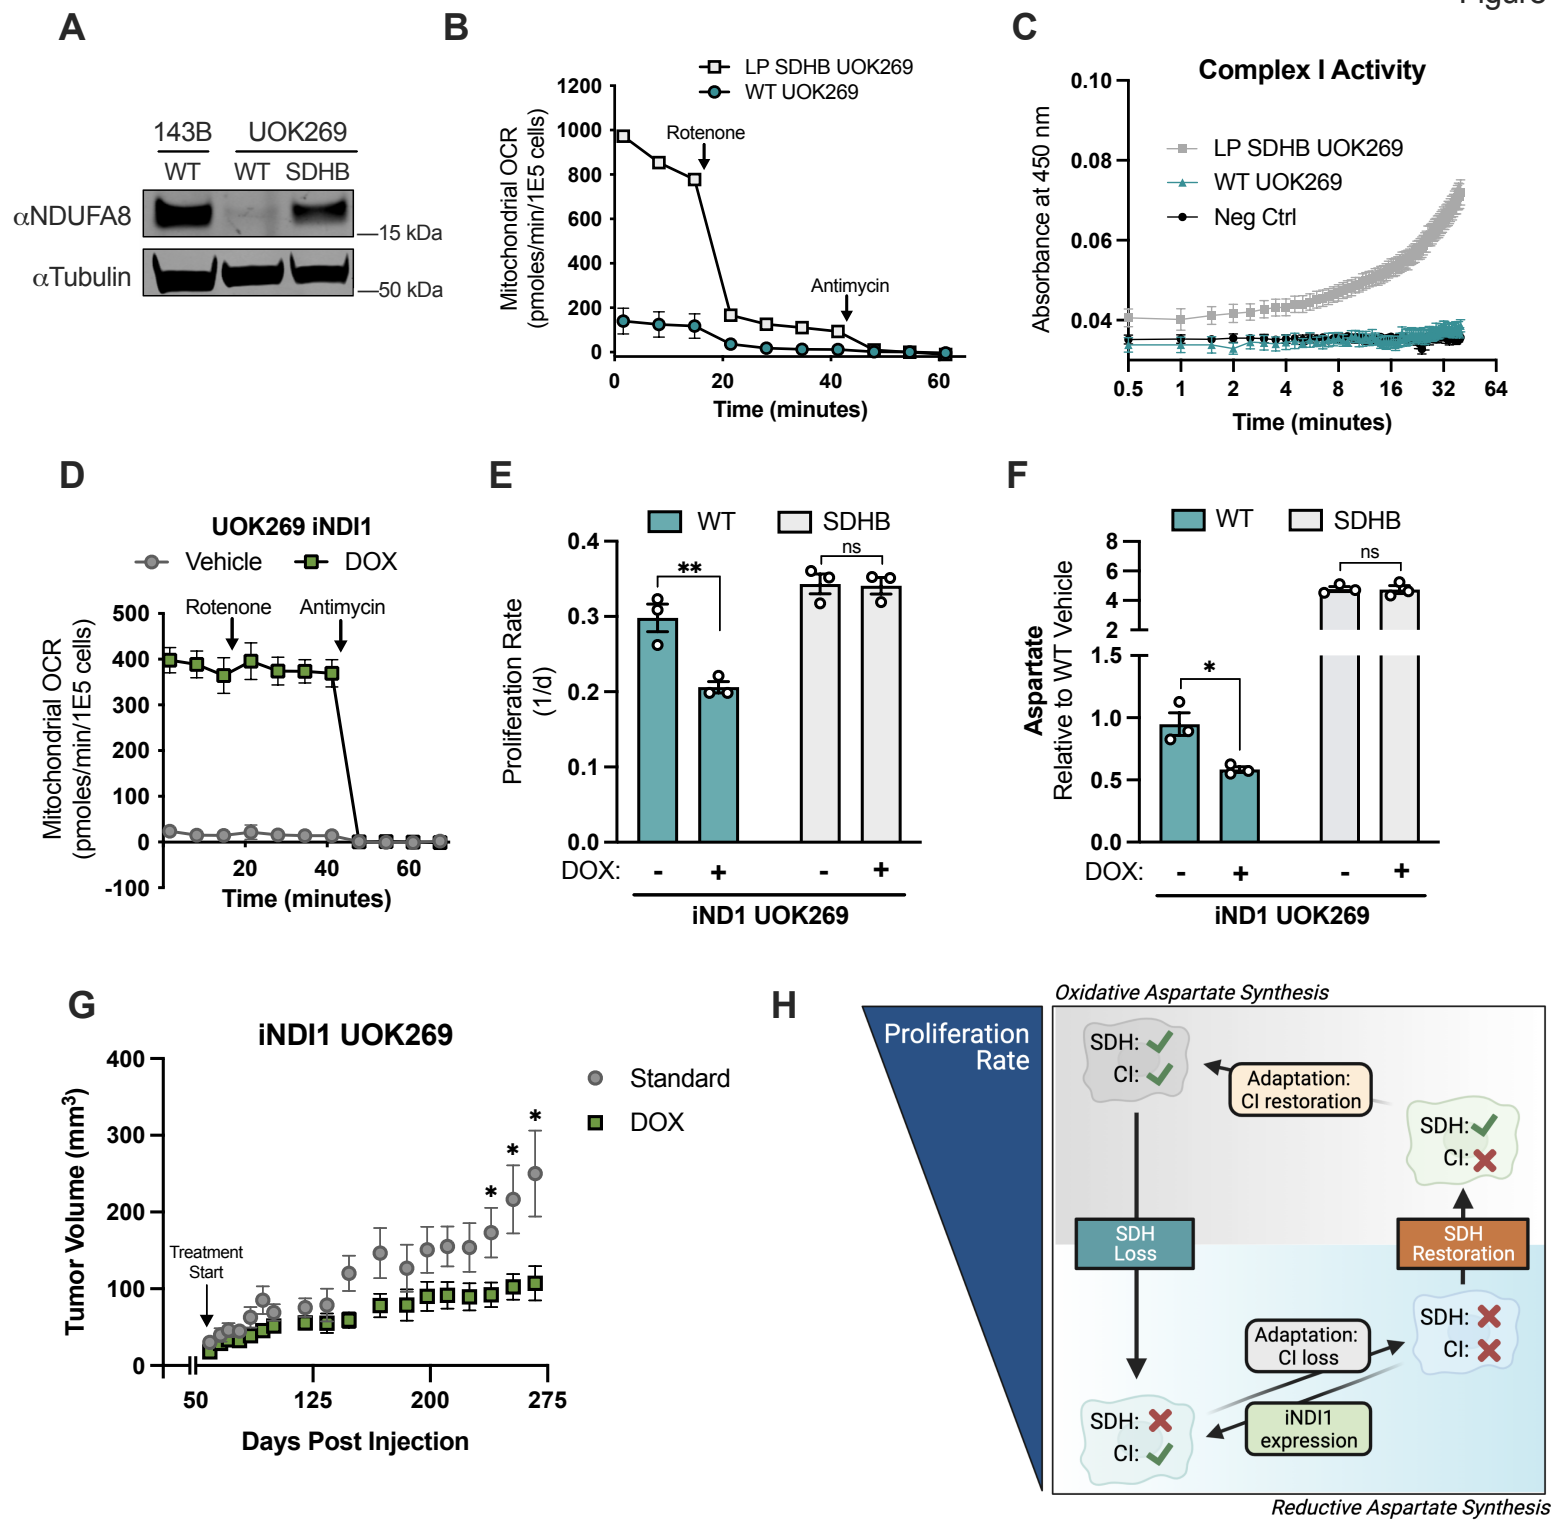 Figure
A
143B UOK269
WT WT SDHB
αNDUFA8
15 kDa
αTubulin
50 kDa
B
LP SDHB UOK269
WT UOK269
Mitochondrial OCR
(pmoles/min/1E5 cells)
1200
1000
800
600
400
200
0
Rotenone
Antimycin
0 20 40 60
Time (minutes)
C
Complex I Activity
Absorbance at 450 nm
0.10
0.08
0.06
0.04
LP SDHB UOK269
WT UOK269
Neg Ctrl
0.5 1 2 4 8 16 32 64
Time (minutes)
D
UOK269 iNDI1
Vehicle DOX
Mitochondrial OCR
(pmoles/min/1E5 cells)
500
400
300
200
100
0
-100
Rotenone Antimycin
20 40 60
Time (minutes)
E
WT SDHB
Proliferation Rate
(1/d)
0.4
0.3
0.2
0.1
0.0
** ns
DOX: - + - +
iND1 UOK269
F
WT SDHB
Aspartate
Relative to WT Vehicle
8
6
4
2
1.5
1.0
0.5
0.0
* ns
DOX: - + - +
iND1 UOK269
G
iNDI1 UOK269
Standard
DOX
Tumor Volume (mm3)
400
300
200
100
0
Treatment
Start
* * *
50 125 200 275
Days Post Injection
H
Oxidative Aspartate Synthesis
Proliferation
Rate
SDH:
CI:
Adaptation:
CI restoration
SDH:
CI:
SDH
Loss
SDH
Restoration
SDH:
CI:
Adaptation:
CI loss
iNDI1
expression
SDH:
CI:
Reductive Aspartate Synthesis